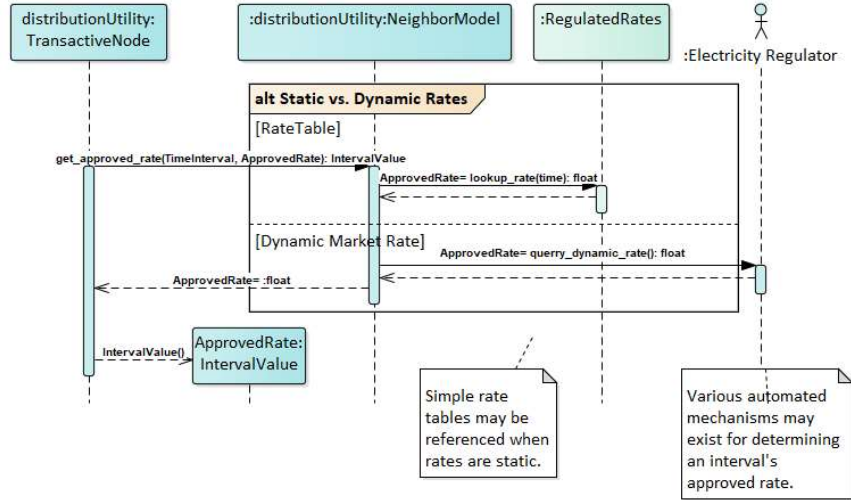 distributionUtility:
TransactiveNode
:distributionUtility:NeighborModel
:RegulatedRates
:Electricity Regulator
alt Static vs. Dynamic Rates
[RateTable]
get_approved_rate(TimeInterval, ApprovedRate): IntervalValue
ApprovedRate= lookup_rate(time): float
[Dynamic Market Rate]
ApprovedRate= querry_dynamic_rate(): float
ApprovedRate= :float
IntervalValue()
ApprovedRate:
IntervalValue
Simple rate
tables may be
referenced when
rates are static.
Various automated
mechanisms may
exist for determining
an interval's
approved rate.